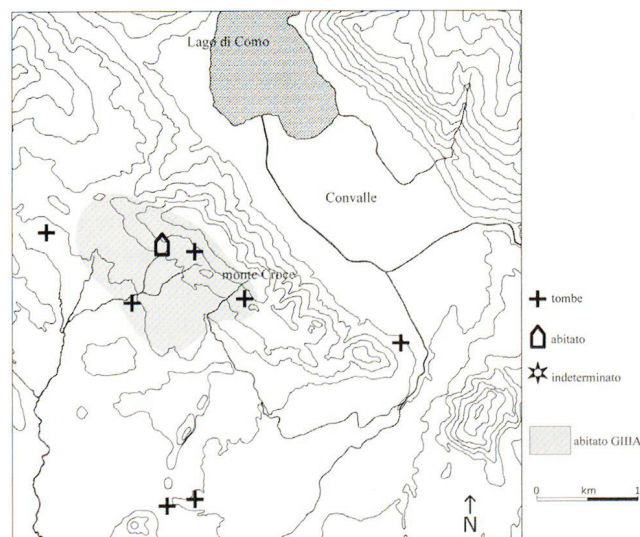 Lago di Como
Convalle
monte Croce
tombe
abitato
indeterminato
abitato GIIIA
0 km 1
N